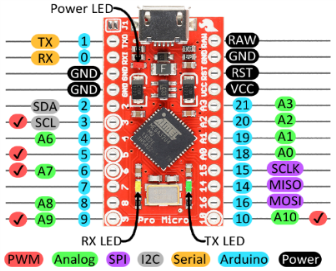 Power LED
TX 1
RX 0
GND
GND
SDA 2
SCL 3
A6 4
5
A7 6
7
A8 8
A9 9
RAW
GND
RST
VCC
21 A3
20 A2
19 A1
18 A0
15 SCLK
14 MISO
16 MOSI
10 A10
Pro Micro
RX LED
TX LED
PWM Analog SPI I2C Serial Arduino Power